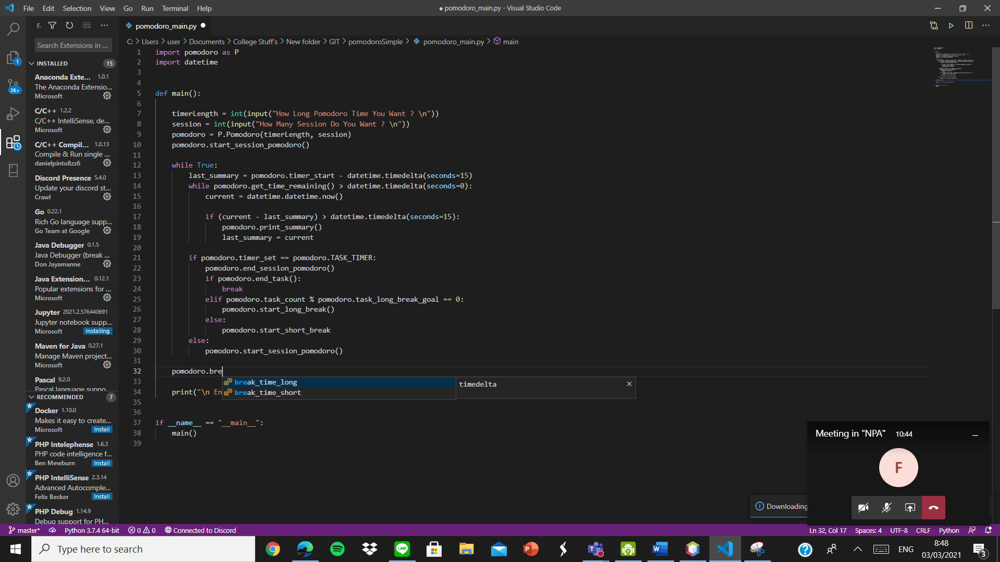 File Edit Selection View Go Run Terminal Help
● pomodoro_main.py - Visual Studio Code
E.
pomodoro_main.py
Search Extensions in ...
C: > Users > user > Documents > College Stuff's > New folder > GIT > pomodoroSimple > pomodoro_main.py > main
INSTALLED 15
Anaconda Exte... 1.0.1
The Anaconda Extensio...
Microsoft
C/C++ 1.2.2
C/C++ IntelliSense, de...
Microsoft
C/C++ Compil... 1.0.13
Compile & Run single ...
danielpinto8zz6
Discord Presence 5.4.0
Update your discord st...
Crawl
Go 0.22.1
Rich Go language supp...
Go Team at Google
Java Debugger 0.1.5
Java Debugger (break ...
Don Jayamanne
Java Extension... 0.12.1
Popular extensions for ...
Microsoft
Jupyter 2021.2.576440691
Jupyter notebook supp...
Microsoft Installing
Maven for Java 0.27.1
Manage Maven project...
Microsoft
Pascal 9.2.0
Pascal language suppo
RECOMMENDED 7
Docker 1.10.0
Makes it easy to create...
Microsoft Install
PHP Intelephense 1.6.3
PHP code intelligence f...
Ben Mewburn Install
PHP IntelliSense 2.3.14
Advanced Autocomple...
Felix Becker Install
PHP Debug 1.14.9
Debug support for PH...
1
2K+
1 import pomodoro as P
2 import datetime
3
4
5 def main():
6
7 timerLength = int(input("How Long Pomodoro Time You Want ? \n"))
8 session = int(input("How Many Session Do You Want ? \n"))
9 pomodoro = P.Pomodoro(timerLength, session)
10 pomodoro.start_session_pomodoro()
11
12 while True:
13 last_summary = pomodoro.timer_start - datetime.timedelta(seconds=15)
14 while pomodoro.get_time_remaining() > datetime.timedelta(seconds=0):
15 current = datetime.datetime.now()
16
17 if (current - last_summary) > datetime.timedelta(seconds=15):
18 pomodoro.print_summary()
19 last_summary = current
20
21 if pomodoro.timer_set == pomodoro.TASK_TIMER:
22 pomodoro.end_session_pomodoro()
23 if pomodoro.end_task():
24 break
25 elif pomodoro.task_count % pomodoro.task_long_break_goal == 0:
26 pomodoro.start_long_break()
27 else:
28 pomodoro.start_short_break
29 else:
30 pomodoro.start_session_pomodoro()
31
32 pomodoro.bre
33 break_time_long timedelta
34 print("\n En break_time_short
35
36
37 if __name__ == "__main__":
38 main()
39
Meeting in "NPA" 10:44
F
Downloading
master* Python 3.7.4 64-bit 0 0 Connected to Discord
Ln 32, Col 17 Spaces: 4 UTF-8 CRLF Python
Type here to search
LINE
ENG
8:48
03/03/2021
3